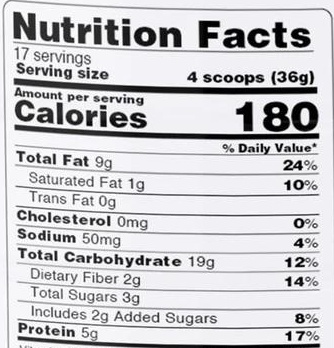 Nutrition Facts
17 servings
Serving size 4 scoops (36g)
Amount per serving
Calories 180
% Daily Value*
Total Fat 9g 24%
Saturated Fat 1g 10%
Trans Fat 0g
Cholesterol 0mg 0%
Sodium 50mg 4%
Total Carbohydrate 19g 12%
Dietary Fiber 2g 14%
Total Sugars 3g
Includes 2g Added Sugars 8%
Protein 5g 17%